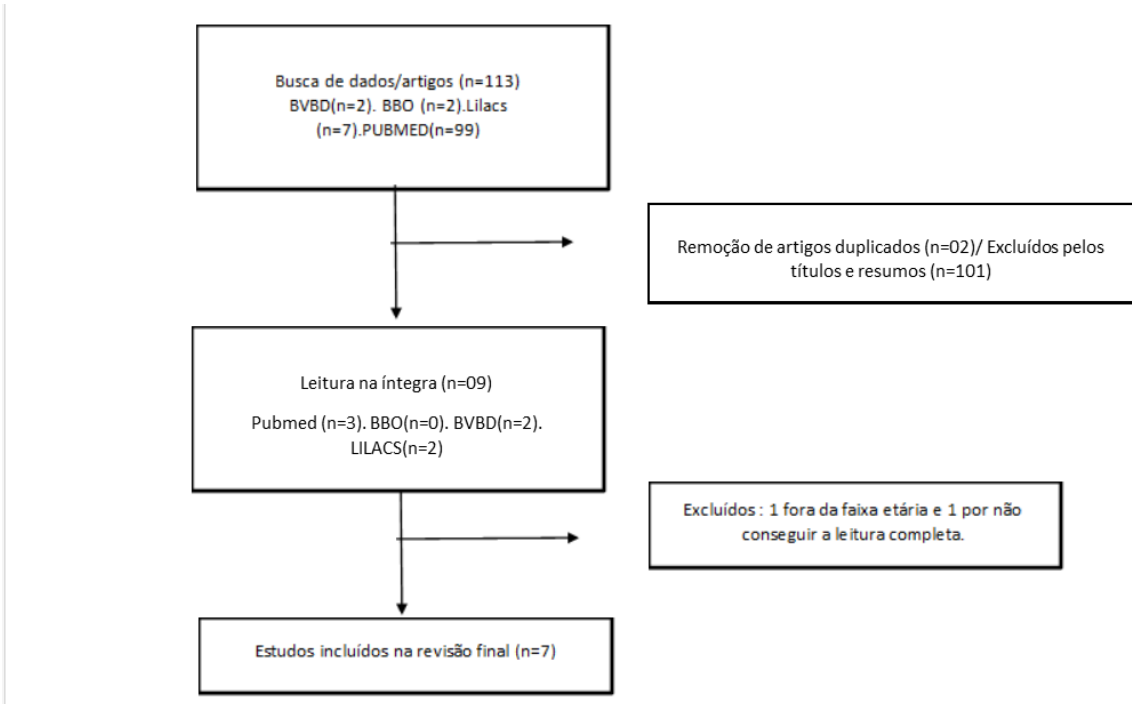 Busca de dados/artigos (n=113)
BVBD(n=2). BBO (n=2).Lilacs
(n=7).PUBMED(n=99)
Remoção de artigos duplicados (n=02)/ Excluídos pelos
títulos e resumos (n=101)
Leitura na íntegra (n=09)
Pubmed (n=3). BBO(n=0). BVBD(n=2).
LILACS(n=2)
Excluídos : 1 fora da faixa etária e 1 por não
conseguir a leitura completa.
Estudos incluídos na revisão final (n=7)